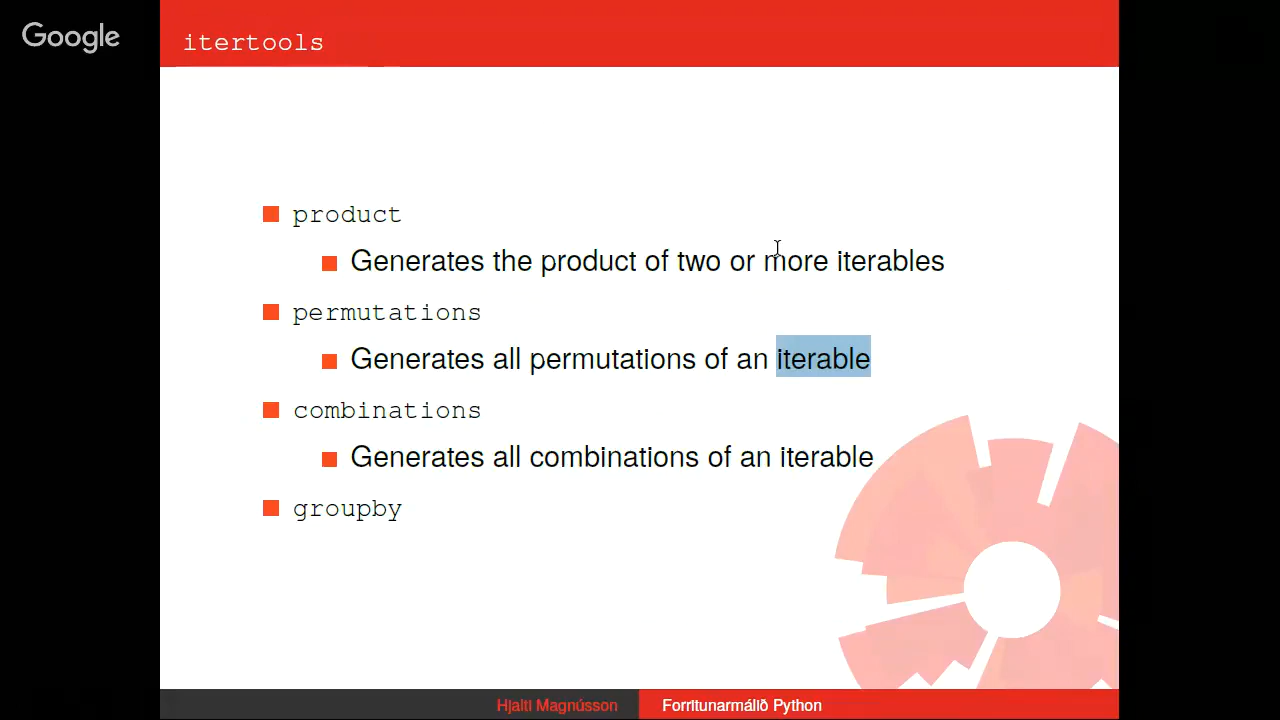 Google
itertools
product
Generates the product of two or more iterables
permutations
Generates all permutations of an iterable
combinations
Generates all combinations of an iterable
groupby
Hjalti Magnússon
Forritunarmálið Python